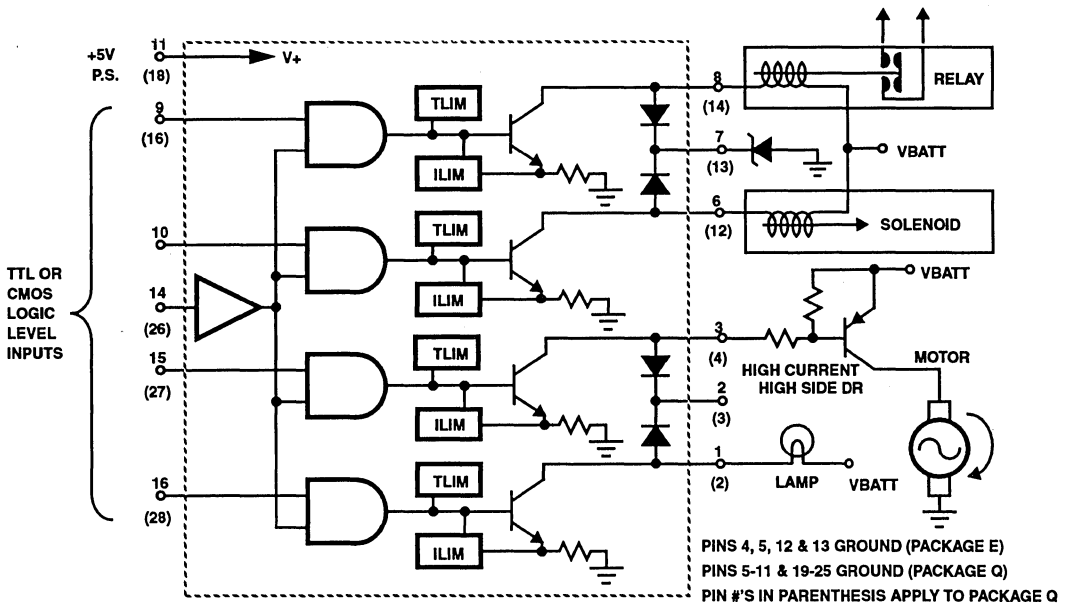 +5V
P.S.
11
(18)
V+
9
(16)
TLIM
ILIM
8
(14)
RELAY
7
(13)
VBATT
10
TLIM
ILIM
6
(12)
SOLENOID
TTL OR
CMOS
LOGIC
LEVEL
INPUTS
14
(26)
VBATT
15
(27)
TLIM
ILIM
3
(4)
HIGH CURRENT
HIGH SIDE DR
MOTOR
2
(3)
16
(28)
TLIM
ILIM
1
(2)
LAMP
VBATT
PINS 4, 5, 12 & 13 GROUND (PACKAGE E)
PINS 5-11 & 19-25 GROUND (PACKAGE Q)
PIN #'S IN PARENTHESIS APPLY TO PACKAGE Q